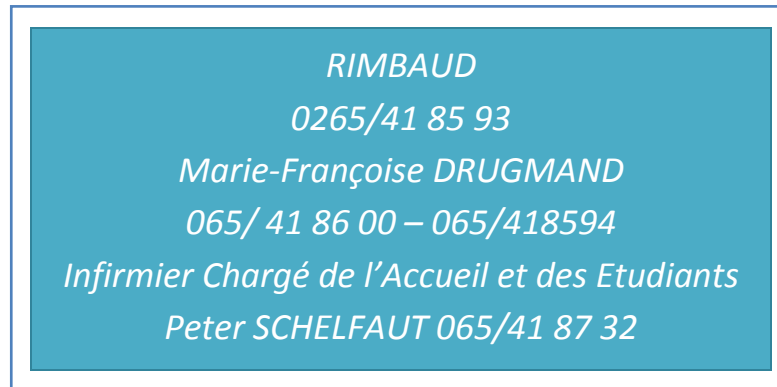 RIMBAUD
0265/41 85 93
Marie-Françoise DRUGMAND
065/ 41 86 00 – 065/418594
Infirmier Chargé de l’Accueil et des Etudiants
Peter SCHELFAUT 065/41 87 32